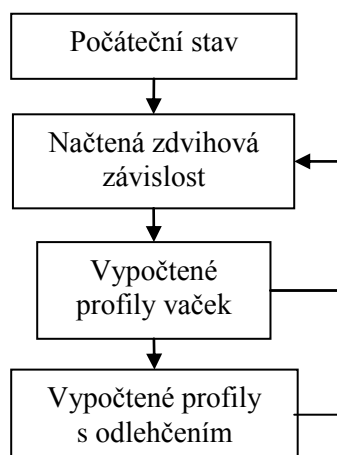 Počáteční stav
Načtená zdvihová
závislost
Vypočtené
profily vaček
Vypočtené profily
s odlehčením